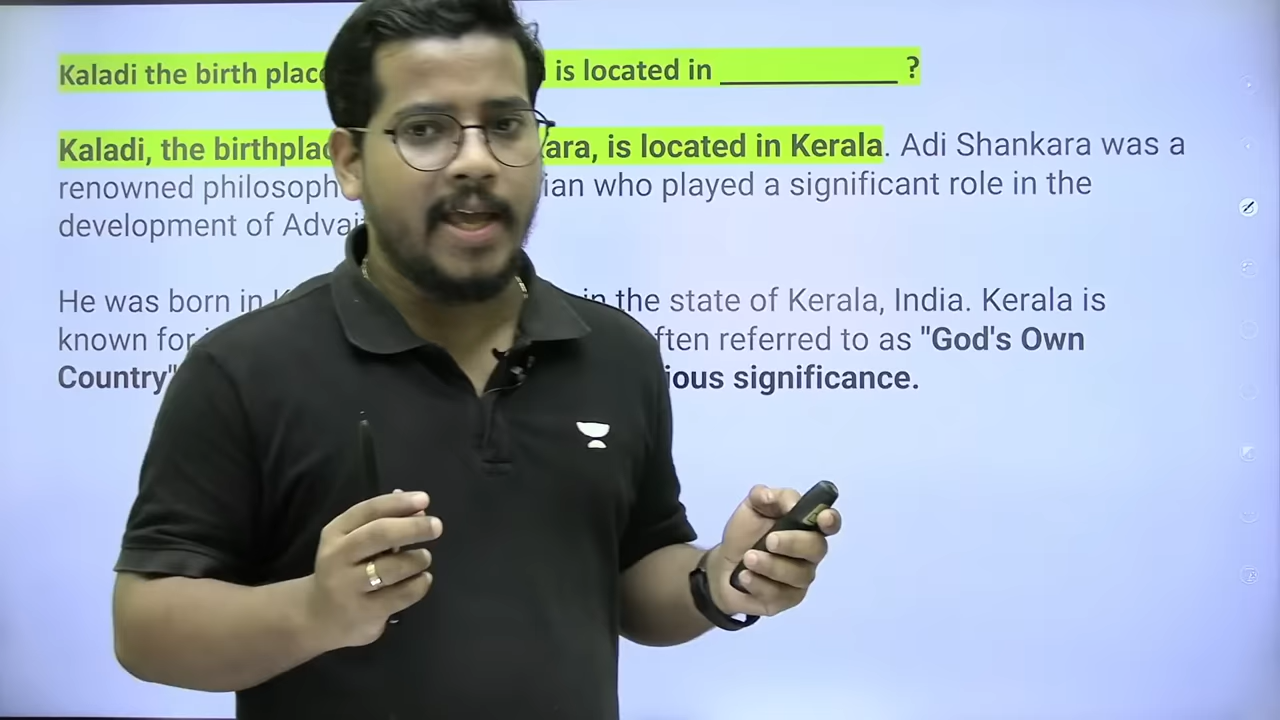 Kaladi the birth place is located in ___________ ?
Kaladi, the birthplac ara, is located in Kerala. Adi Shankara was a
renowned philosoph ian who played a significant role in the
development of Advai
He was born in K in the state of Kerala, India. Kerala is
known for ften referred to as "God's Own
Country" ious significance.